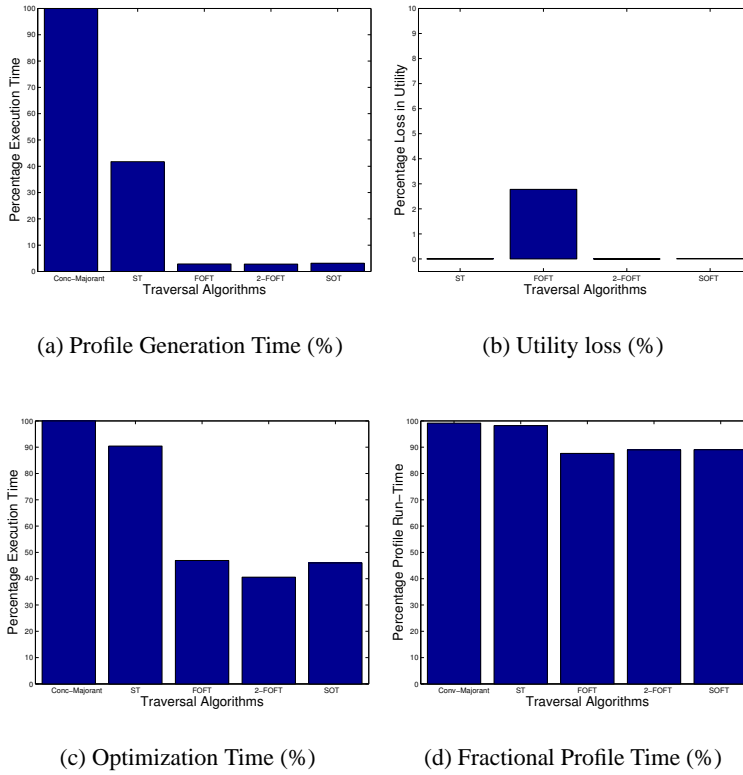 100
90
80
70
60
50
40
30
20
10
0
Percentage Execution Time
Conc-Majorant ST FOFT 2-FOFT SOT
Traversal Algorithms
(a) Profile Generation Time (%)
10
9
8
7
6
5
4
3
2
1
0
Percentage Loss in Utility
ST FOFT 2-FOFT SOFT
Traversal Algorithms
(b) Utility loss (%)
100
90
80
70
60
50
40
30
20
10
0
Percentage Execution Time
Conc-Majorant ST FOFT 2-FOFT SOT
Traversal Algorithms
(c) Optimization Time (%)
100
90
80
70
60
50
40
30
20
10
0
Percentage Profile Run-Time
Conv-Majorant ST FOFT 2-FOFT SOFT
Traversal Algorithms
(d) Fractional Profile Time (%)